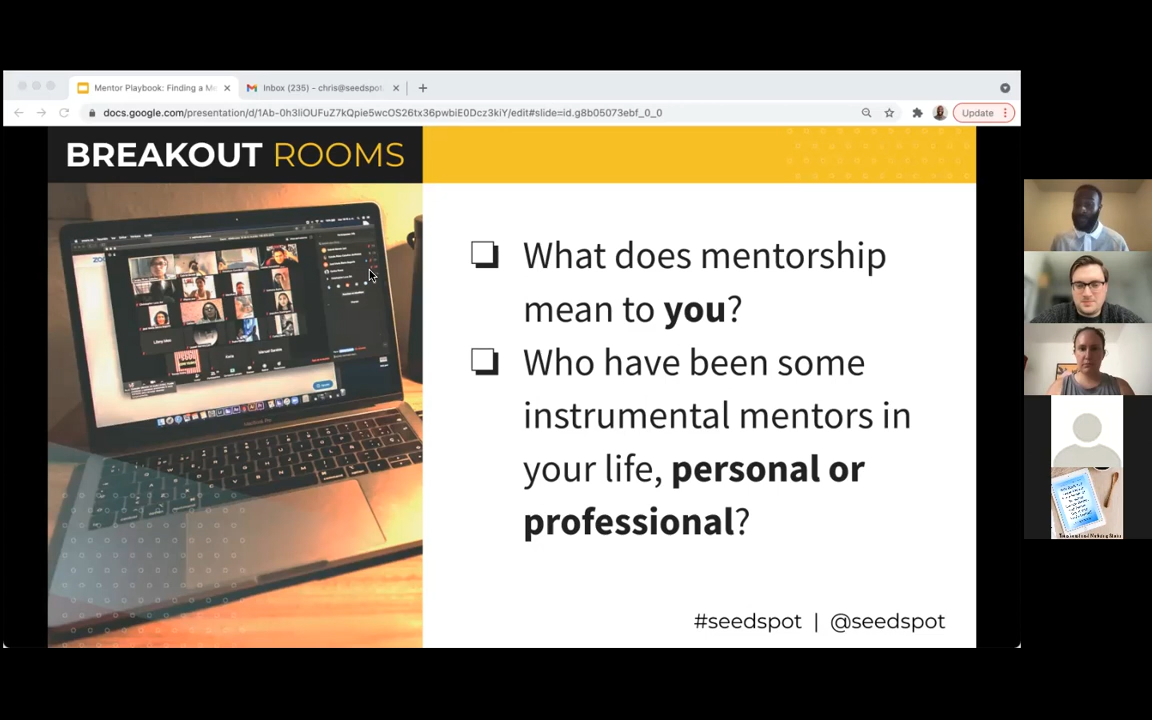 Mentor Playbook: Finding a Me
Inbox (235) - chris@seedspot.
docs.google.com/presentation/d/1Ab-0h3liOUFuZ7kQpie5wcOS26tx36pwbiE0Dcz3kiY/edit#slide=id.g8b05073ebf_0_0
Update
BREAKOUT ROOMS
What does mentorship
mean to you?
Who have been some
instrumental mentors in
your life, personal or
professional?
#seedspot | @seedspot